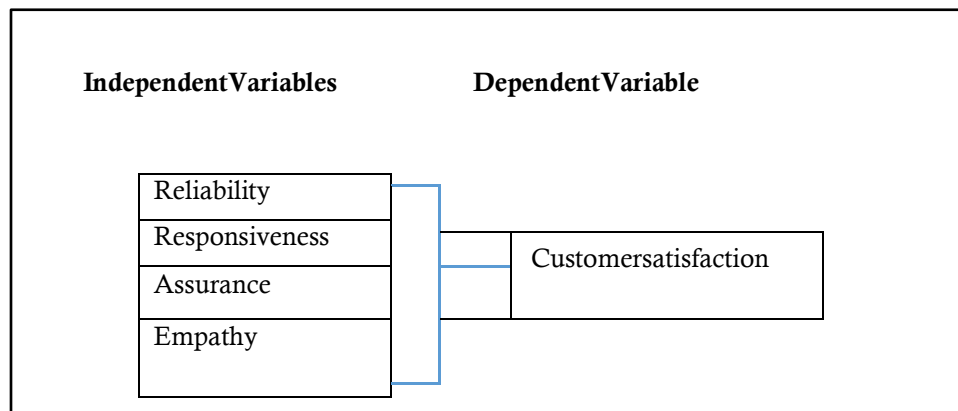 IndependentVariables
DependentVariable
Reliability
Responsiveness
Assurance
Empathy
Customersatisfaction